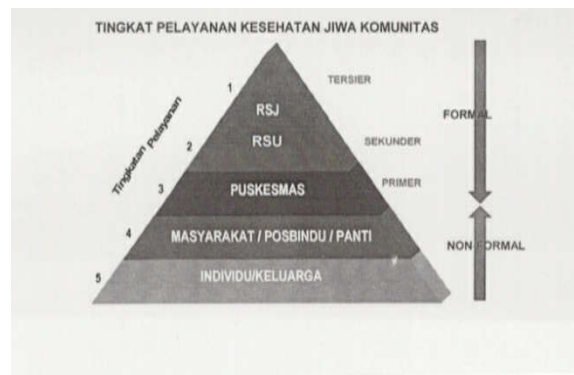 TINGKAT PELAYANAN KESEHATAN JIWA KOMUNITAS
Tingkatan Pelayanan
1
TERSIER
RSJ
FORMAL
2
RSU
SEKUNDER
3
PUSKESMAS
PRIMER
4
MASYARAKAT / POSBINDU / PANTI
NON FORMAL
5
INDIVIDU/KELUARGA